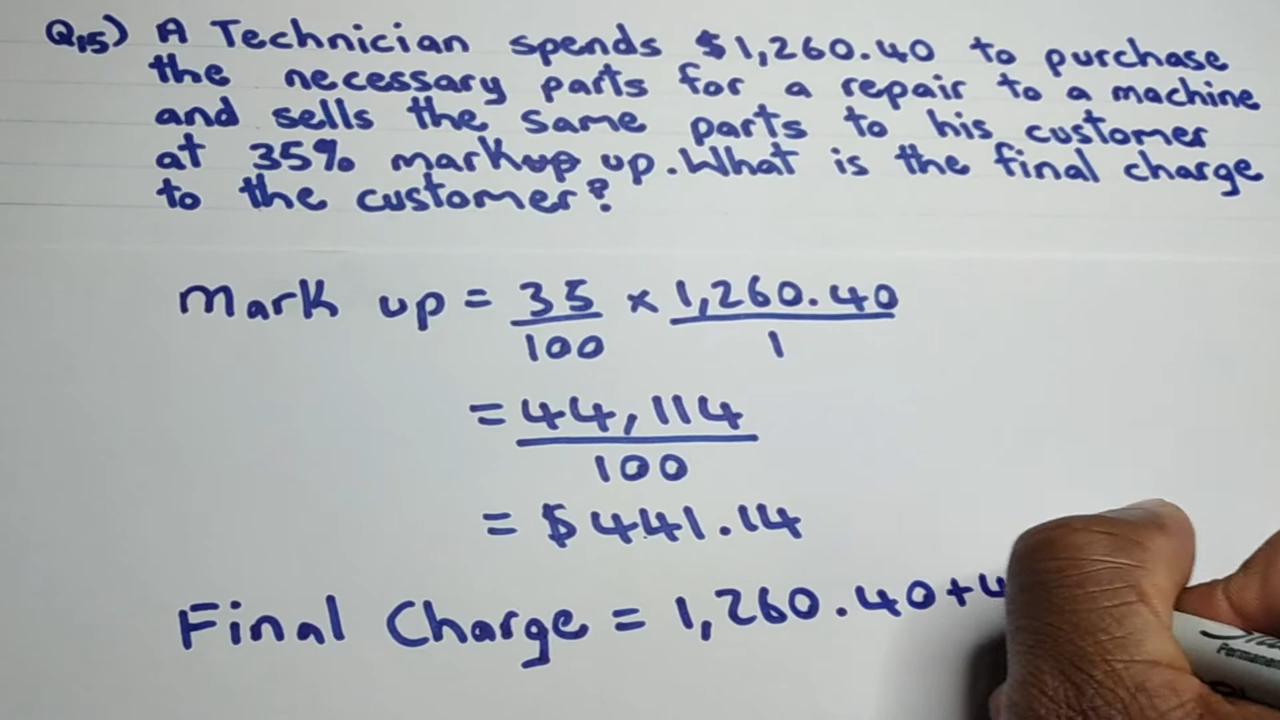 Q15) A Technician spends $1,260.40 to purchase
the necessary parts for a repair to a machine
and sells the same parts to his customer
at 35% markup up. What is the final charge
to the customer?
Mark up = 35/100 × 1,260.40/1
= 44,114/100
= $441.14
Final Charge = 1,260.40+4